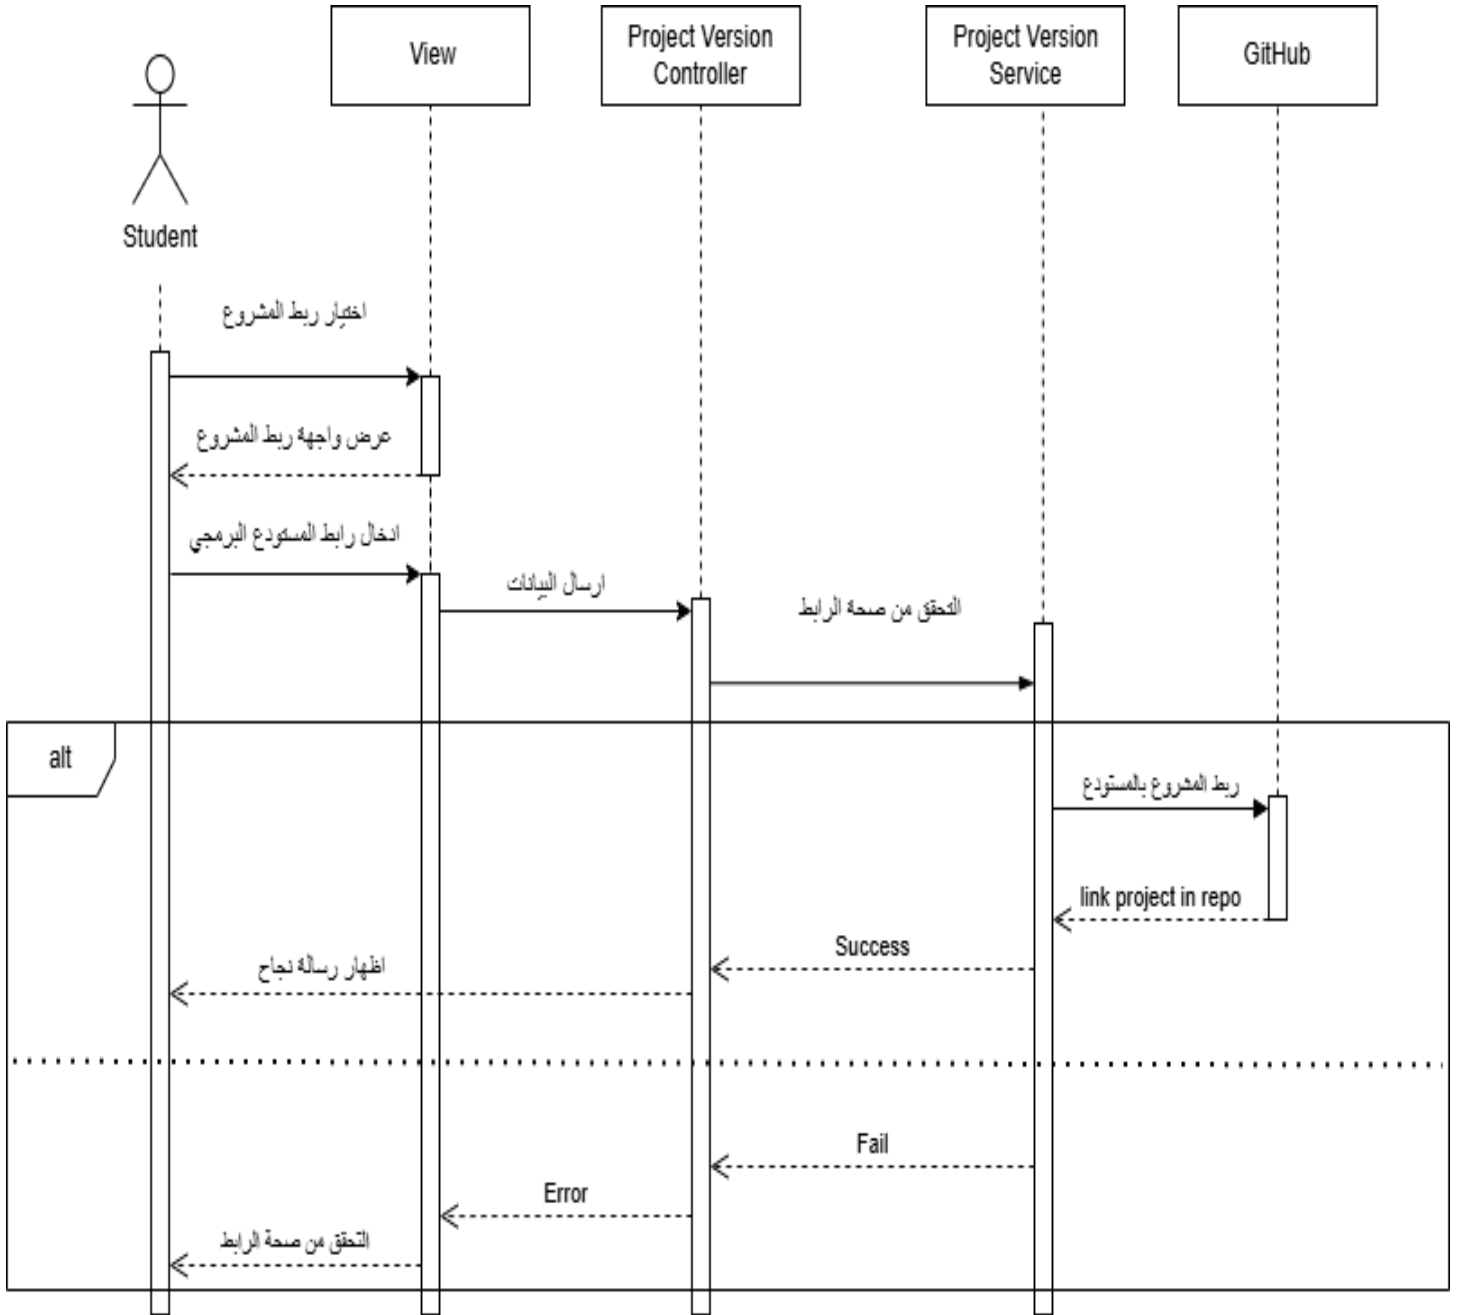 View
Project Version
Controller
Project Version
Service
GitHub
Student
اختيار ربط المشروع
عرض واجهة ربط المشروع
ادخال رابط المستودع البرمجي
ارسال البيانات
التحقق من صحة الرابط
alt
ربط المشروع بالمستودع
link project in repo
Success
اظهار رسالة نجاح
Fail
Error
التحقق من صحة الرابط